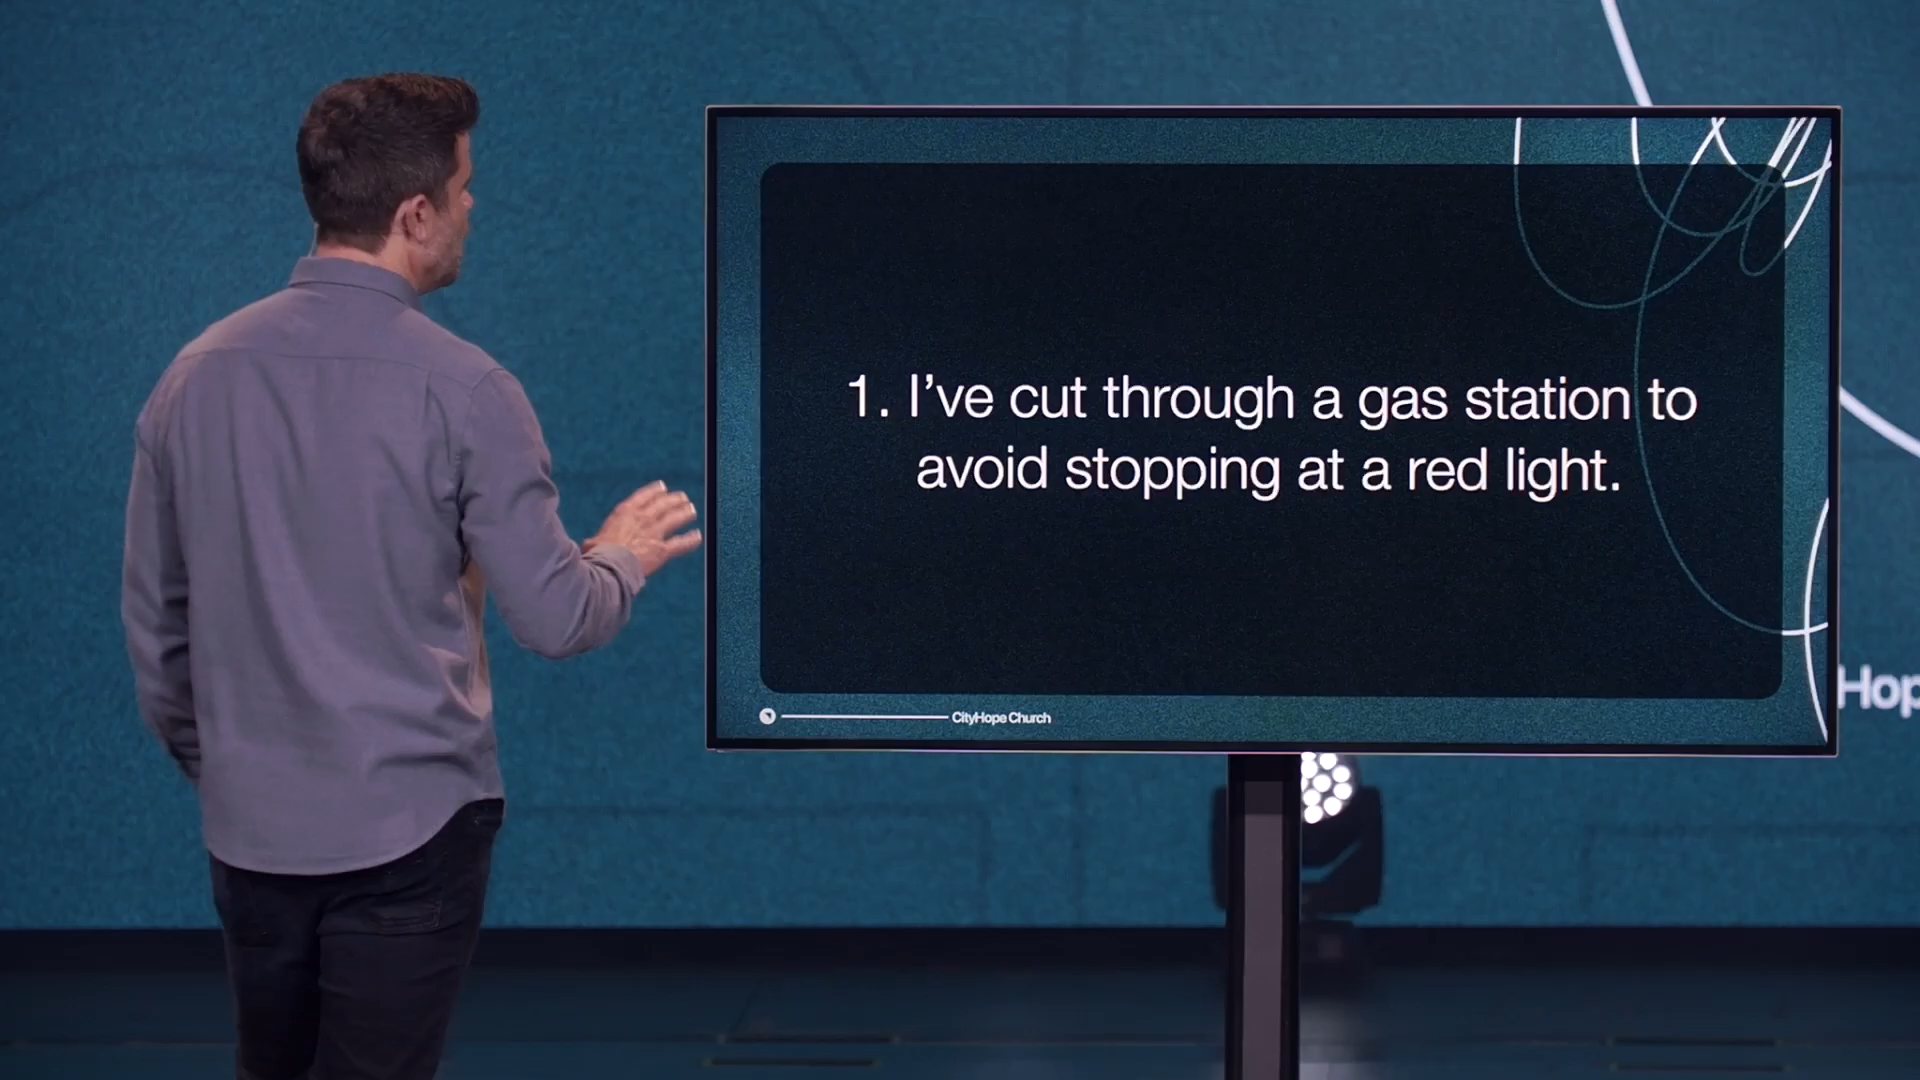 1. I’ve cut through a gas station to
avoid stopping at a red light.
CityHope Church
Hop